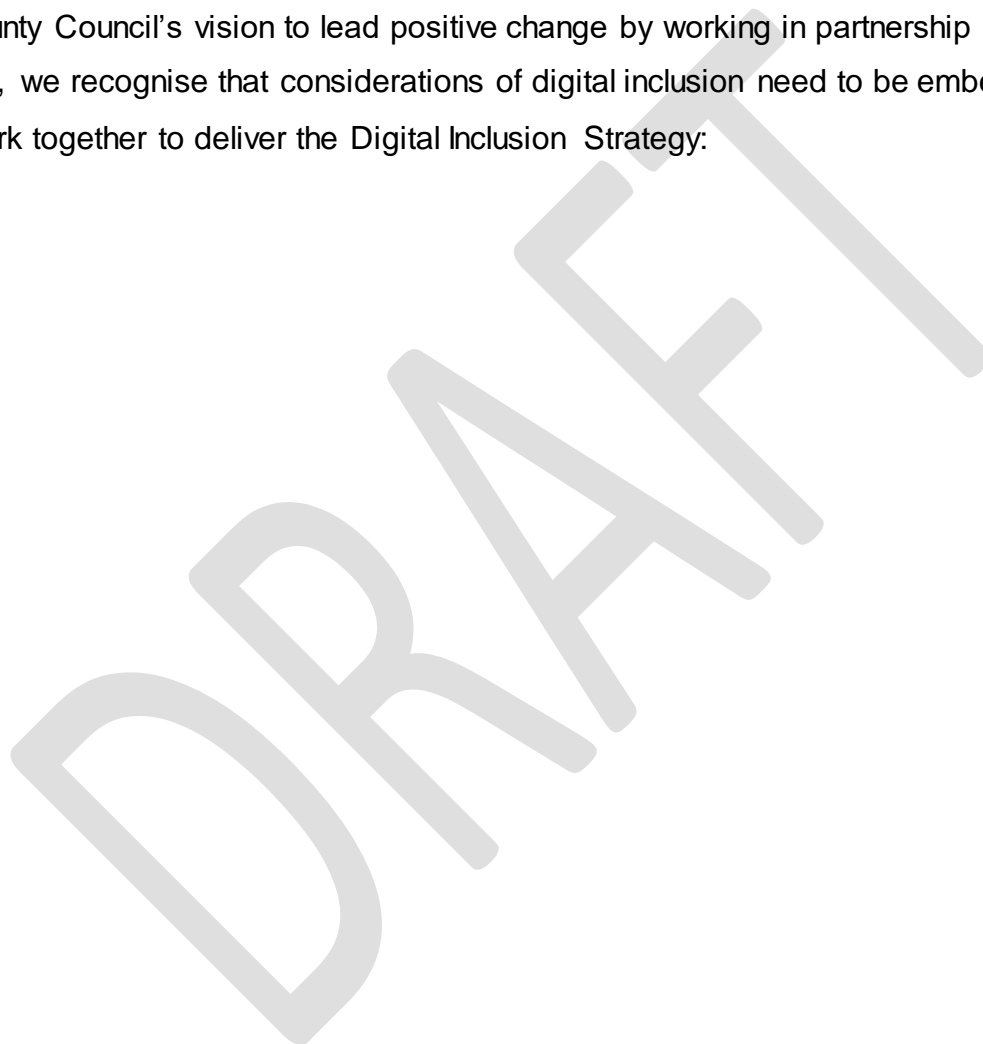 unty Council’s vision to lead positive change by working in partnership
, we recognise that considerations of digital inclusion need to be embe
rk together to deliver the Digital Inclusion Strategy:
DRAFT